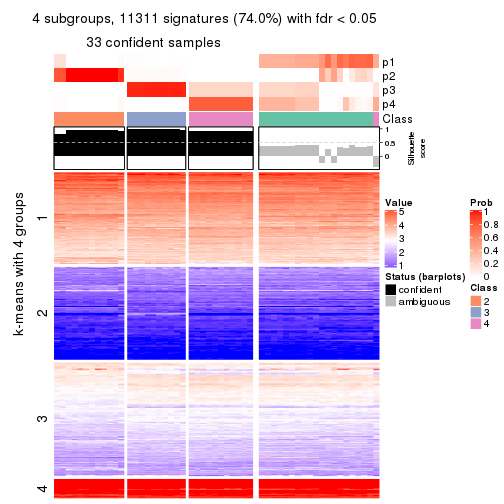 4 subgroups, 11311 signatures (74.0%) with fdr < 0.05
33 confident samples
p1
p2
p3
p4
Class
1
0.5
0
Silhouette
score
k-means with 4 groups
1
2
3
4
Value
5
4
3
2
1
Status (barplots)
confident
ambiguous
Prob
1
0.8
0.6
0.4
0.2
0
Class
2
3
4